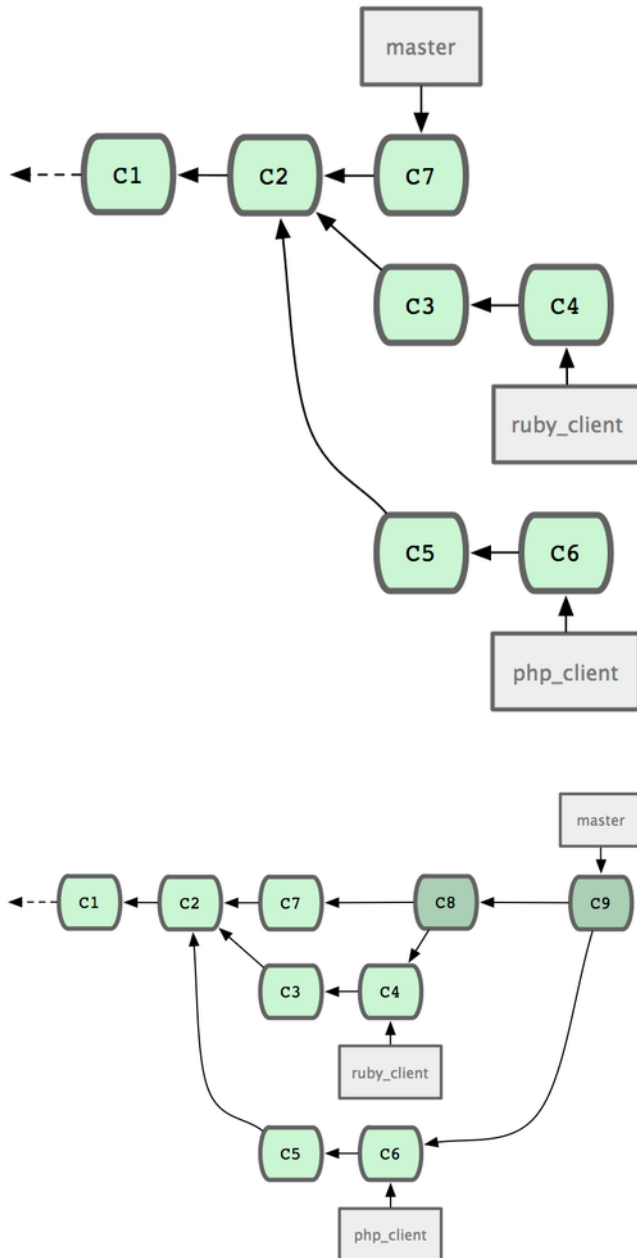 master
C1 C2 C7
C3 C4
ruby_client
C5 C6
php_client
master
C1 C2 C7 C8 C9
C3 C4
ruby_client
C5 C6
php_client